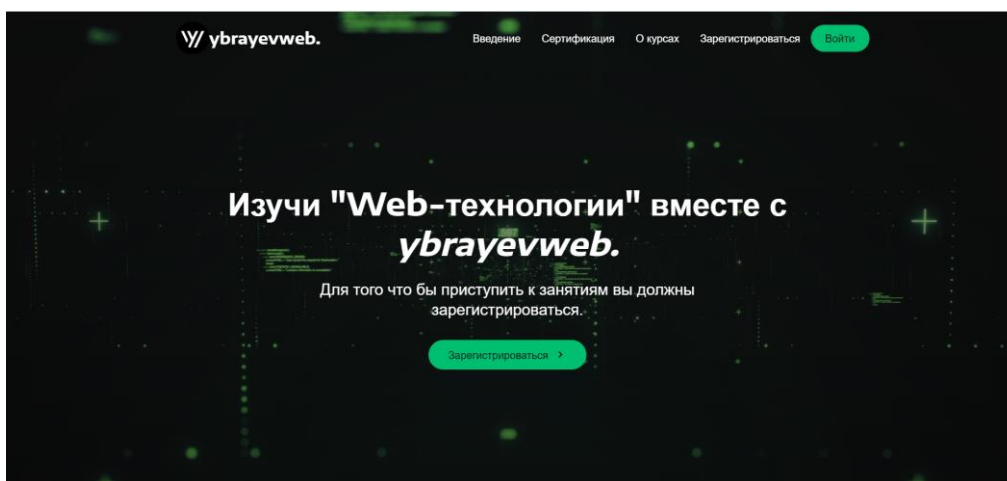 ybrayevweb.
Введение Сертификация О курсах Зарегистрироваться Войти
Изучи "Web-технологии" вместе с
ybrayevweb.
Для того что бы приступить к занятиям вы должны
зарегистрироваться.
Зарегистрироваться